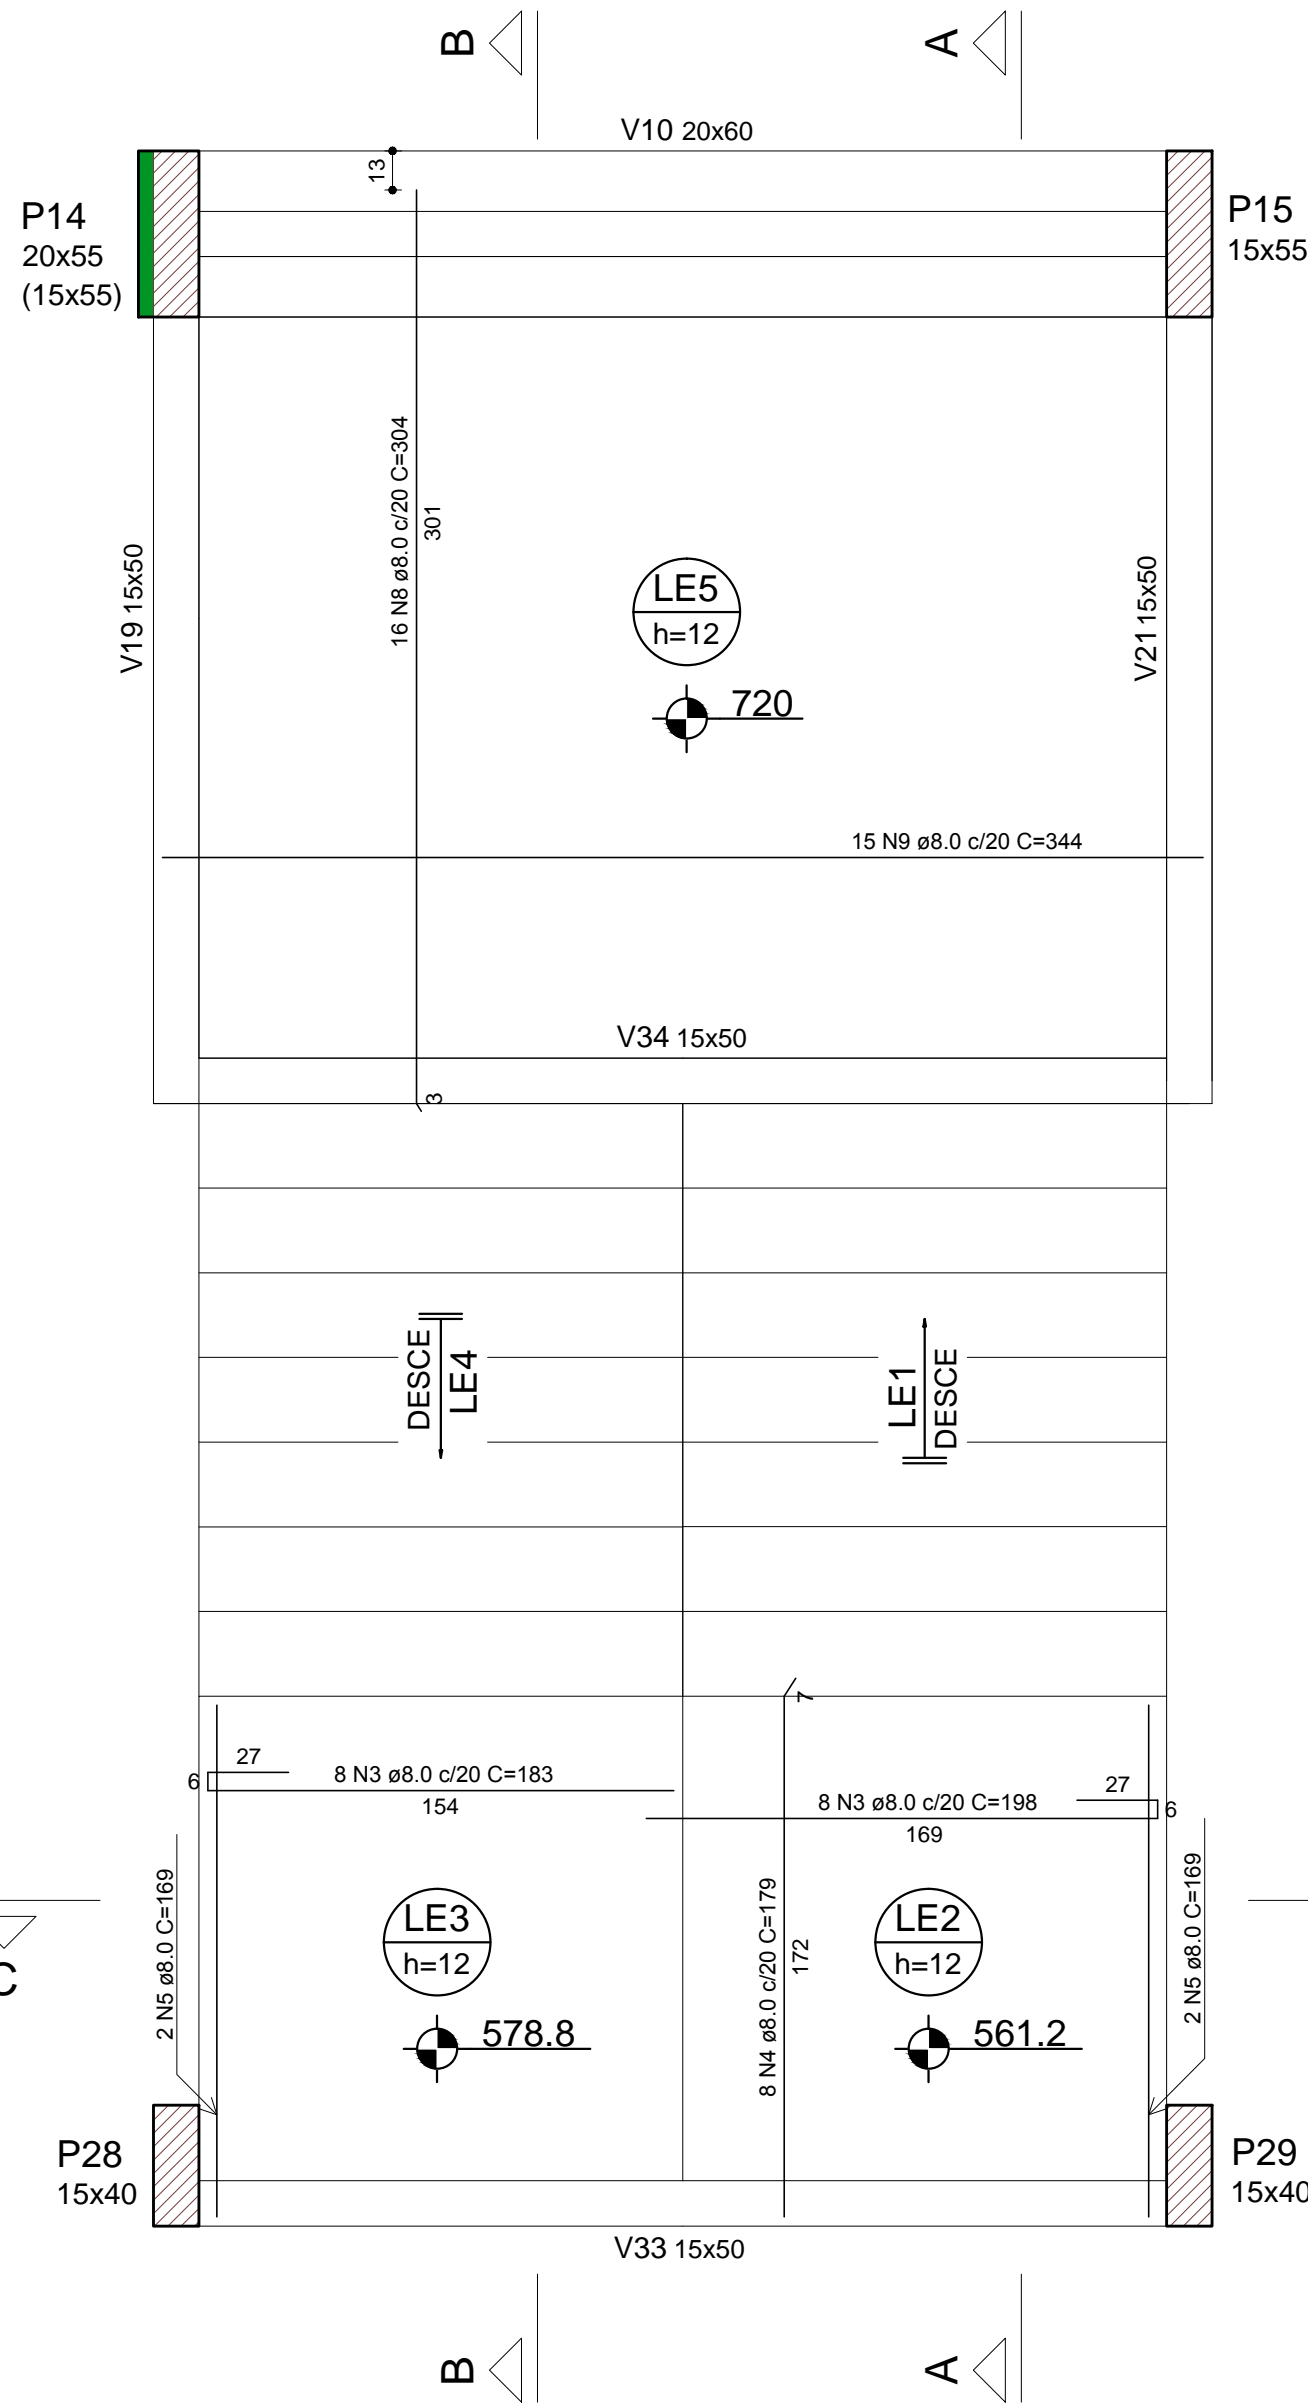 B
A
V10 20x60
13
P14
20x55
(15x55)
P15
15x55
16 N8 ø8.0 c/20 C=304
301
V19 15x50
V21 15x50
LE5
h=12
720
15 N9 ø8.0 c/20 C=344
V34 15x50
3
DESCE
LE4
LE1
DESCE
7
27
6
8 N3 ø8.0 c/20 C=183
154
27
6
8 N3 ø8.0 c/20 C=198
169
2 N5 ø8.0 C=169
8 N4 ø8.0 c/20 C=179
172
2 N5 ø8.0 C=169
LE3
h=12
LE2
h=12
C
578.8
561.2
P28
15x40
P29
15x40
V33 15x50
B
A